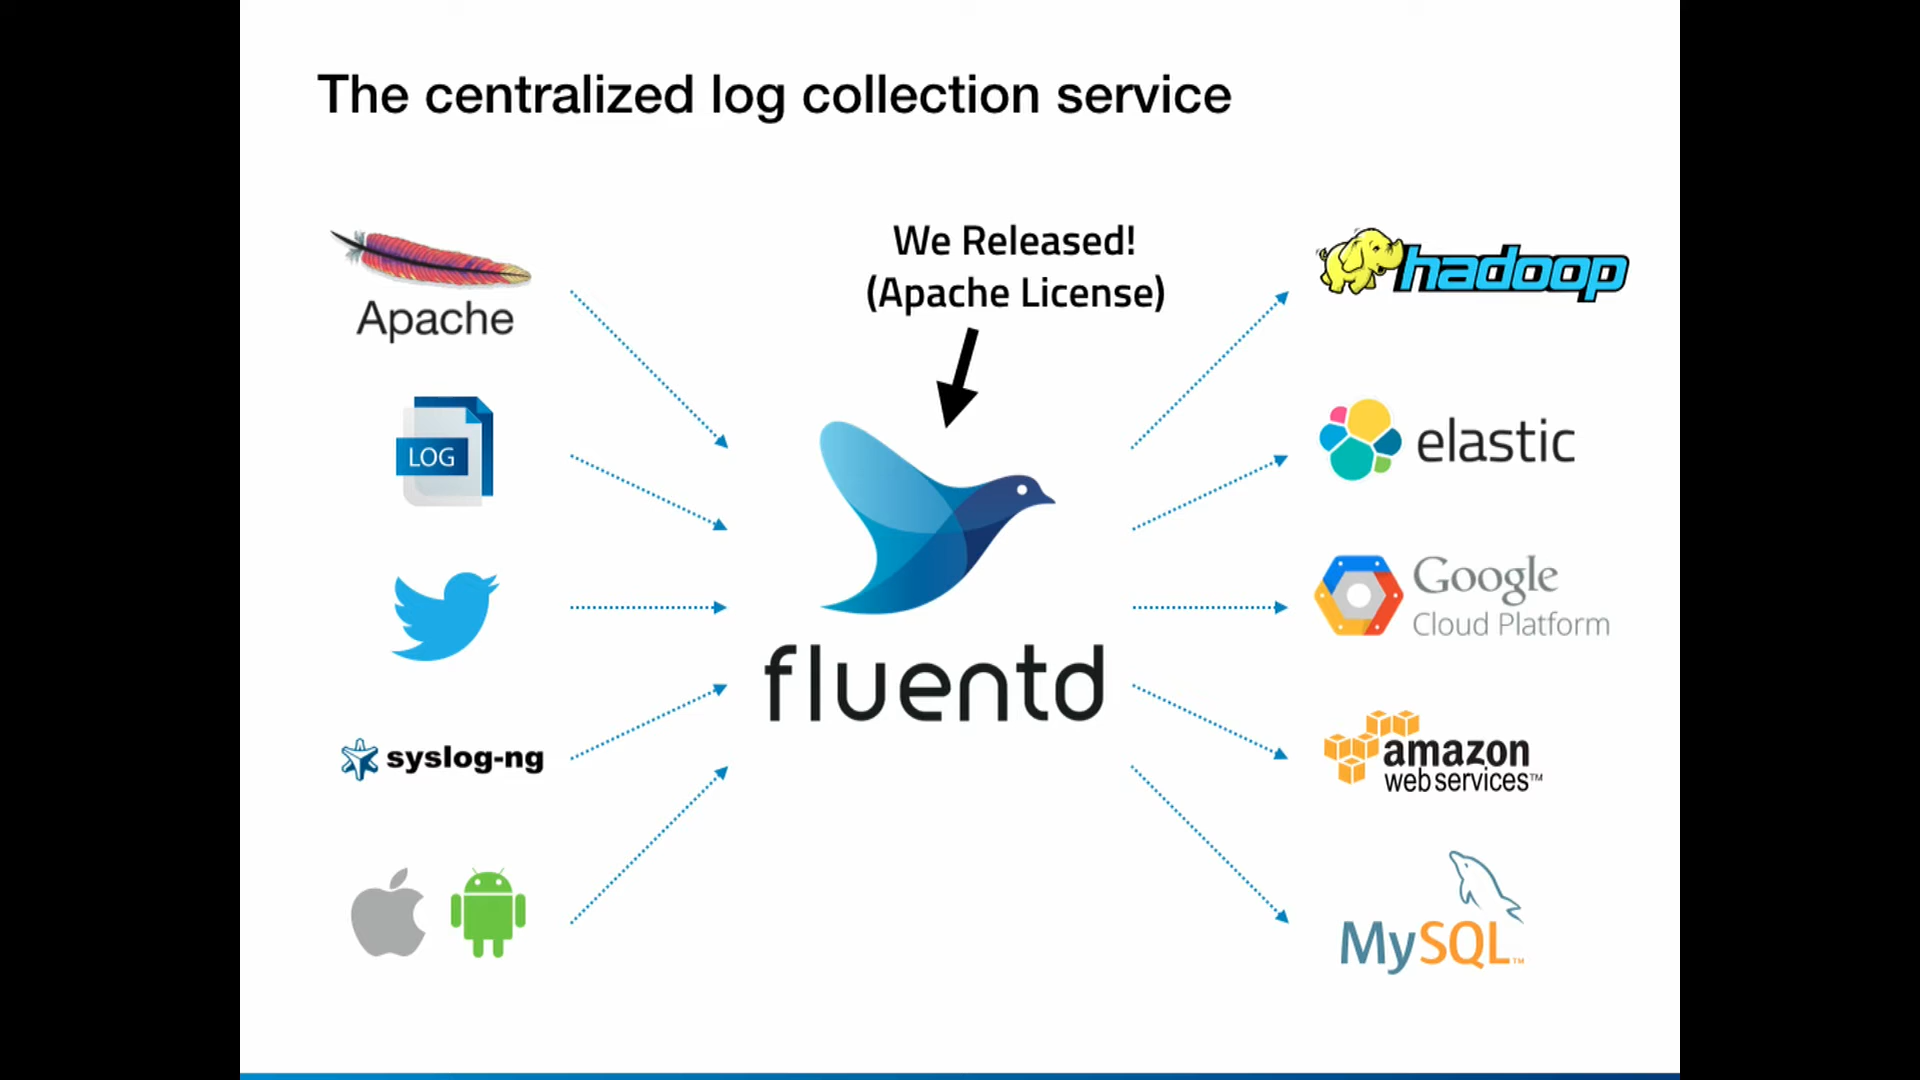 The centralized log collection service
We Released!
(Apache License)
Apache
LOG
syslog-ng
fluentd
hadoop
elastic
Google
Cloud Platform
amazon
web services™
MySQL™